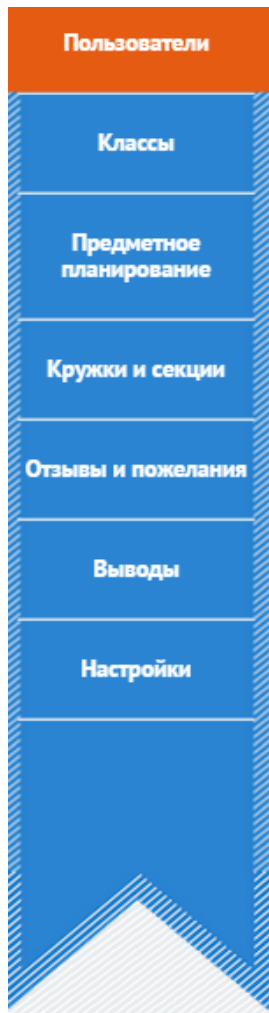 Пользователи
Классы
Предметное
планирование
Кружки и секции
Отзывы и пожелания
Выводы
Настройки